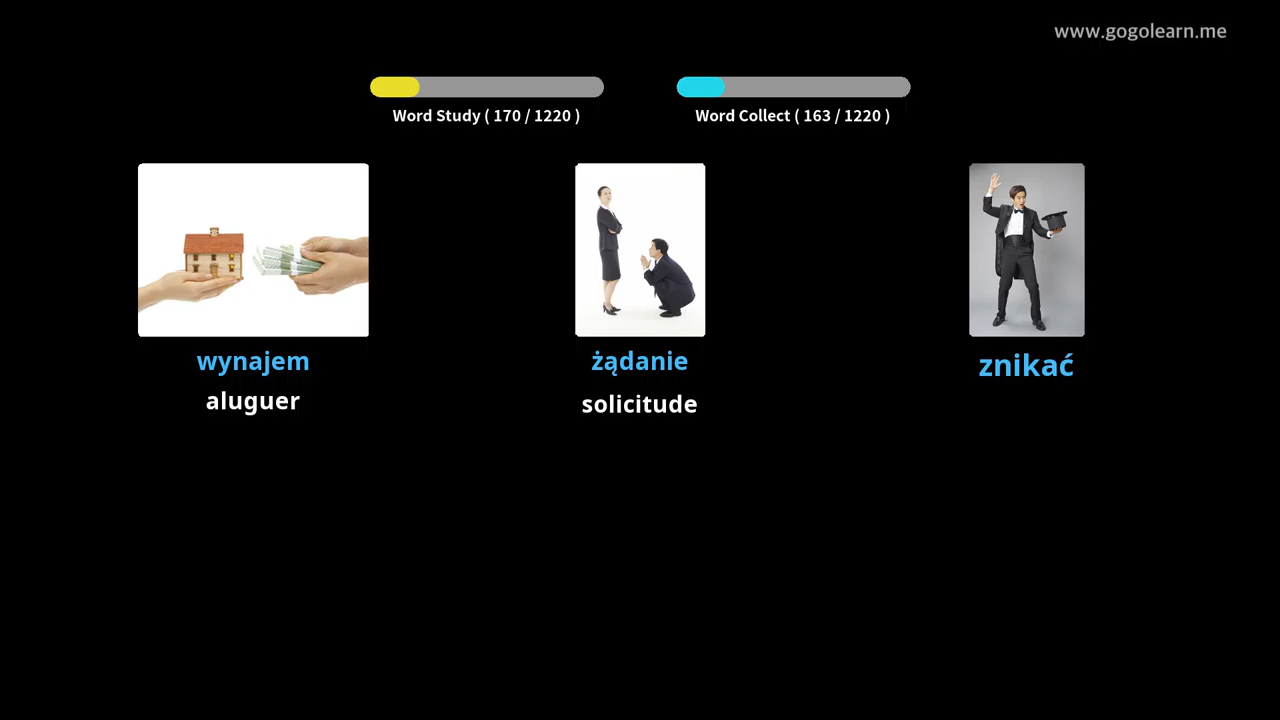 www.gogolearn.me
Word Study ( 170 / 1220 )
Word Collect ( 163 / 1220 )
wynajem
aluguer
żądanie
solicitude
znikać